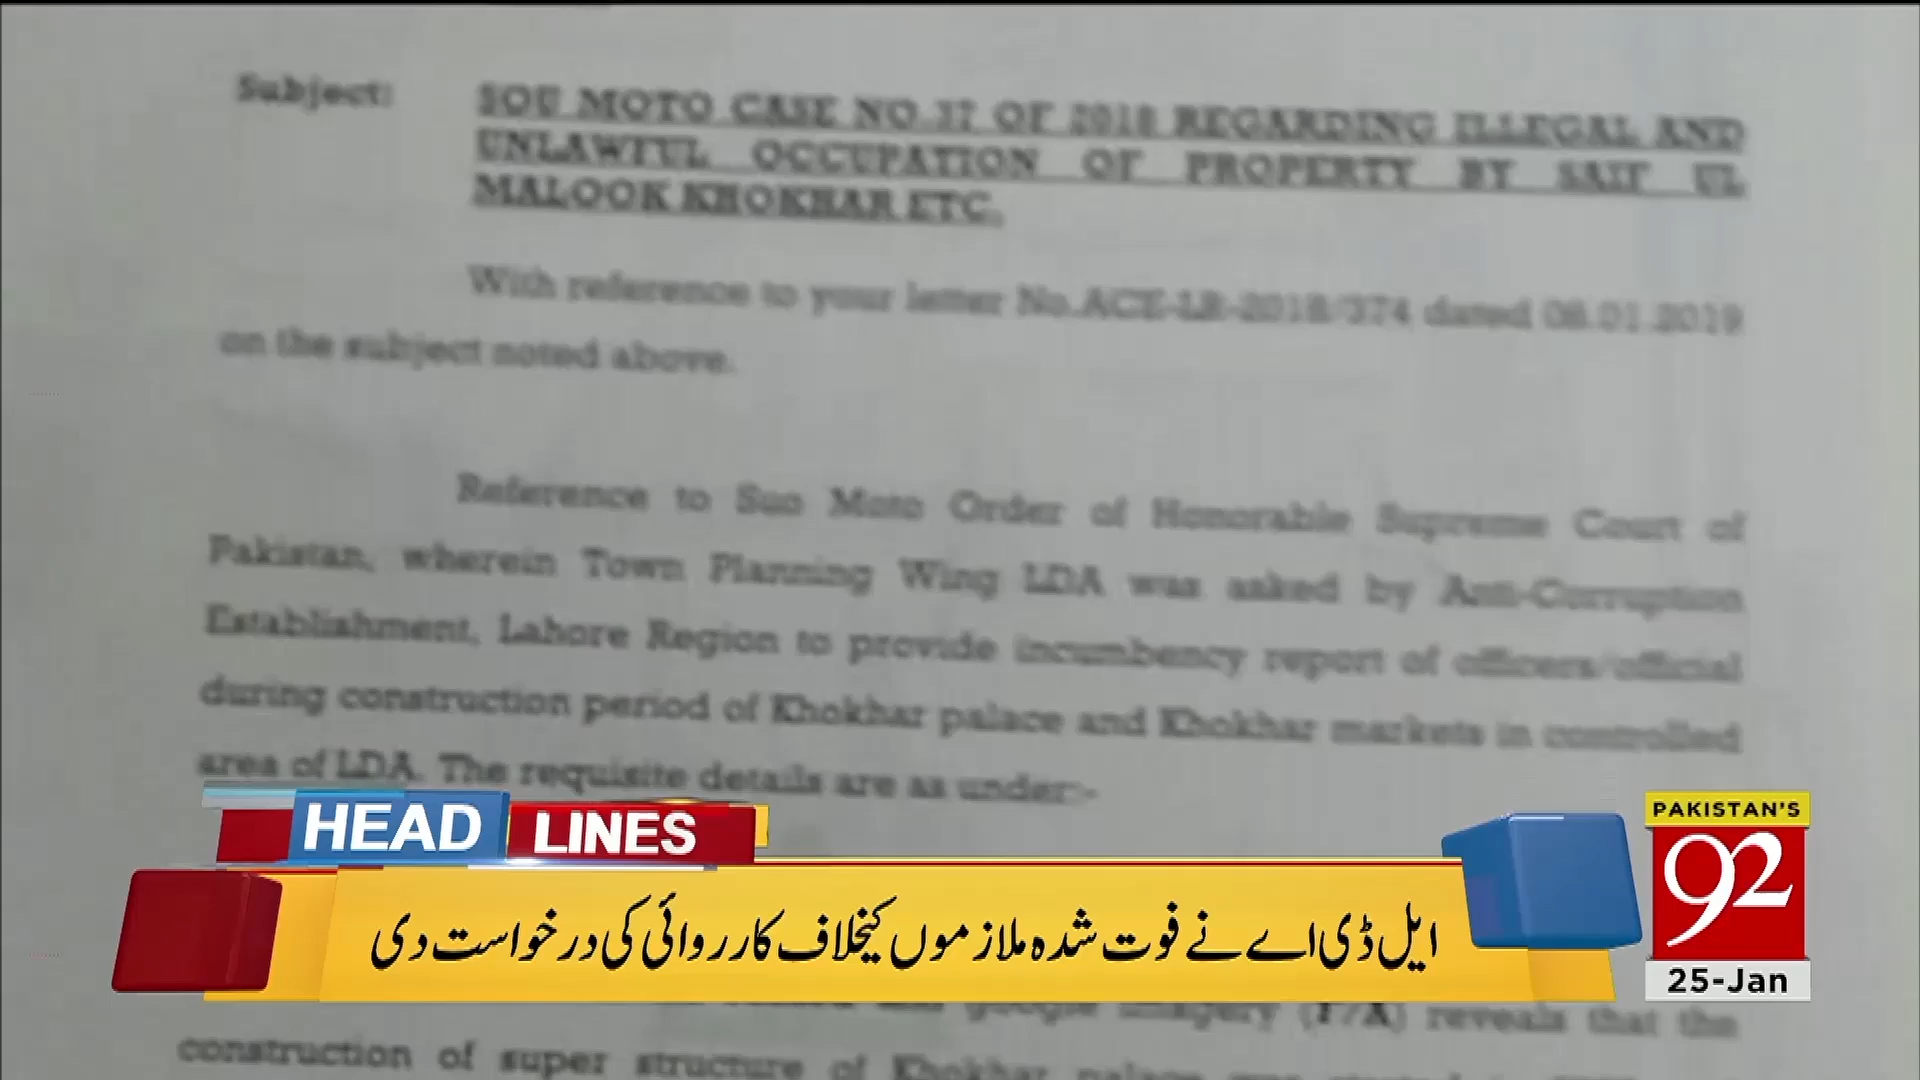 Subject: SOU MOTO CASE NO 37 OF 2018 REGARDING ILLEGAL AND
UNLAWFUL OCCUPATION OF PROPERTY BY SAIF UL
MALOOK KHOKHAR ETC.
With reference to your letter No.ACE-LR-2018/374 dated 08.01.2019
on the subject noted above.
Reference to Suo Moto Order of Honorable Supreme Court of
Pakistan, wherein Town Planning Wing LDA was asked by Anti-Corruption
Establishment, Lahore Region to provide incumbency report of officers/official
during construction period of Khokhar palace and Khokhar markets in controlled
area of LDA. The requisite details are as under:-
HEAD LINES
ایل ڈی اے نے فوت شدہ ملازموں کیخلاف کارروائی کی درخواست دی
PAKISTAN'S
92
25-Jan
and google imagery (F/A) reveals that the
construction of super structure of Khokhar palace